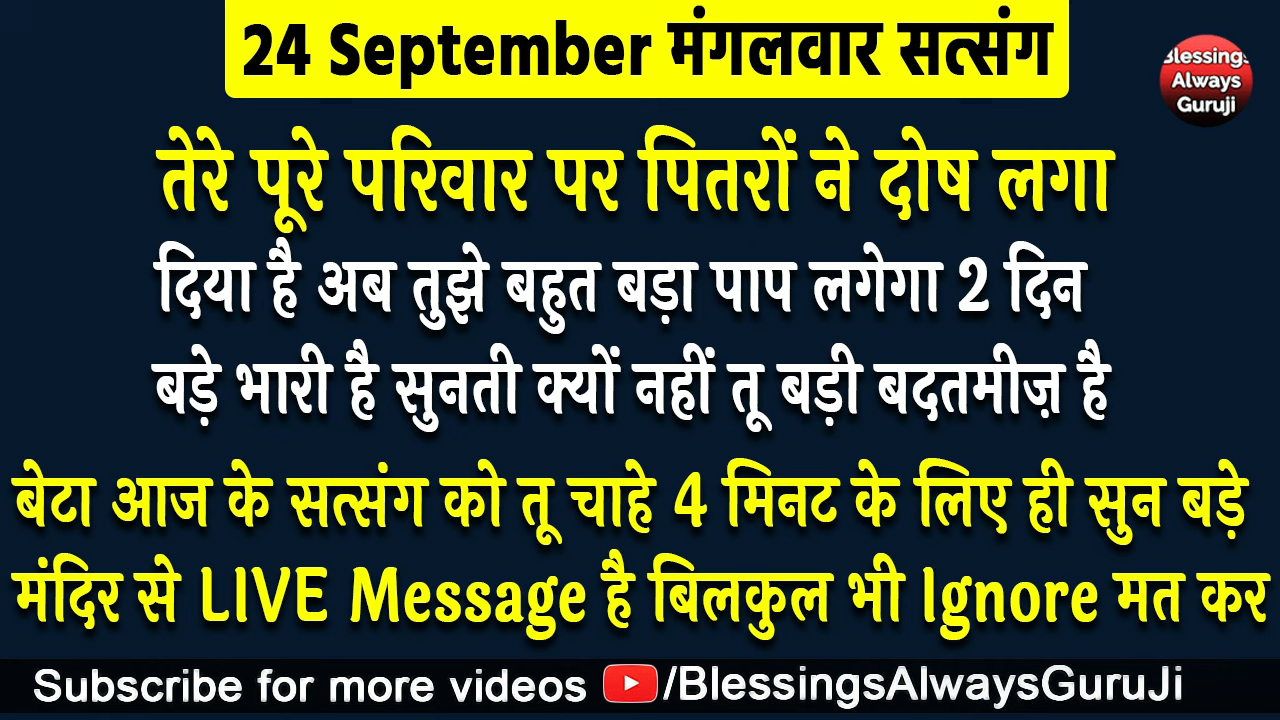 24 September मंगलवार सत्संग
Blessings
Always
Guruji
तेरे पूरे परिवार पर पितरों ने दोष लगा
दिया है अब तुझे बहुत बड़ा पाप लगेगा 2 दिन
बड़े भारी है सुनती क्यों नहीं तू बड़ी बदतमीज़ है
बेटा आज के सत्संग को तू चाहे 4 मिनट के लिए ही सुन बड़े
मंदिर से LIVE Message है बिलकुल भी Ignore मत कर
Subscribe for more videos /BlessingsAlwaysGuruJi